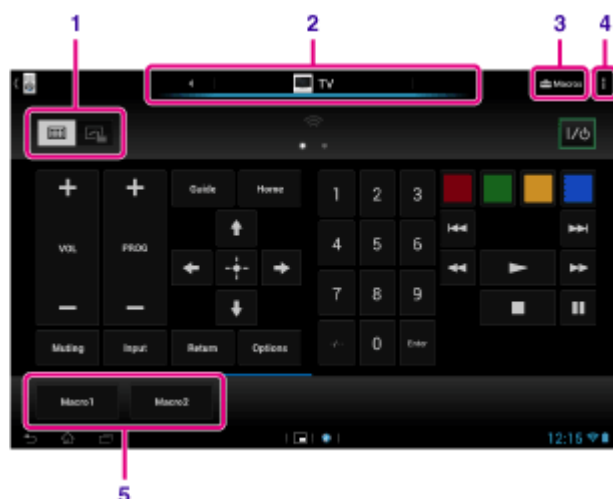 1 2 3 4
TV Macros
I/⏻
+ + Guide Home 1 2 3
VOL PROG 4 5 6
− − 7 8 9
Muting Input Return Options -/-- 0 Enter
Macro1 Macro2
12:15
5